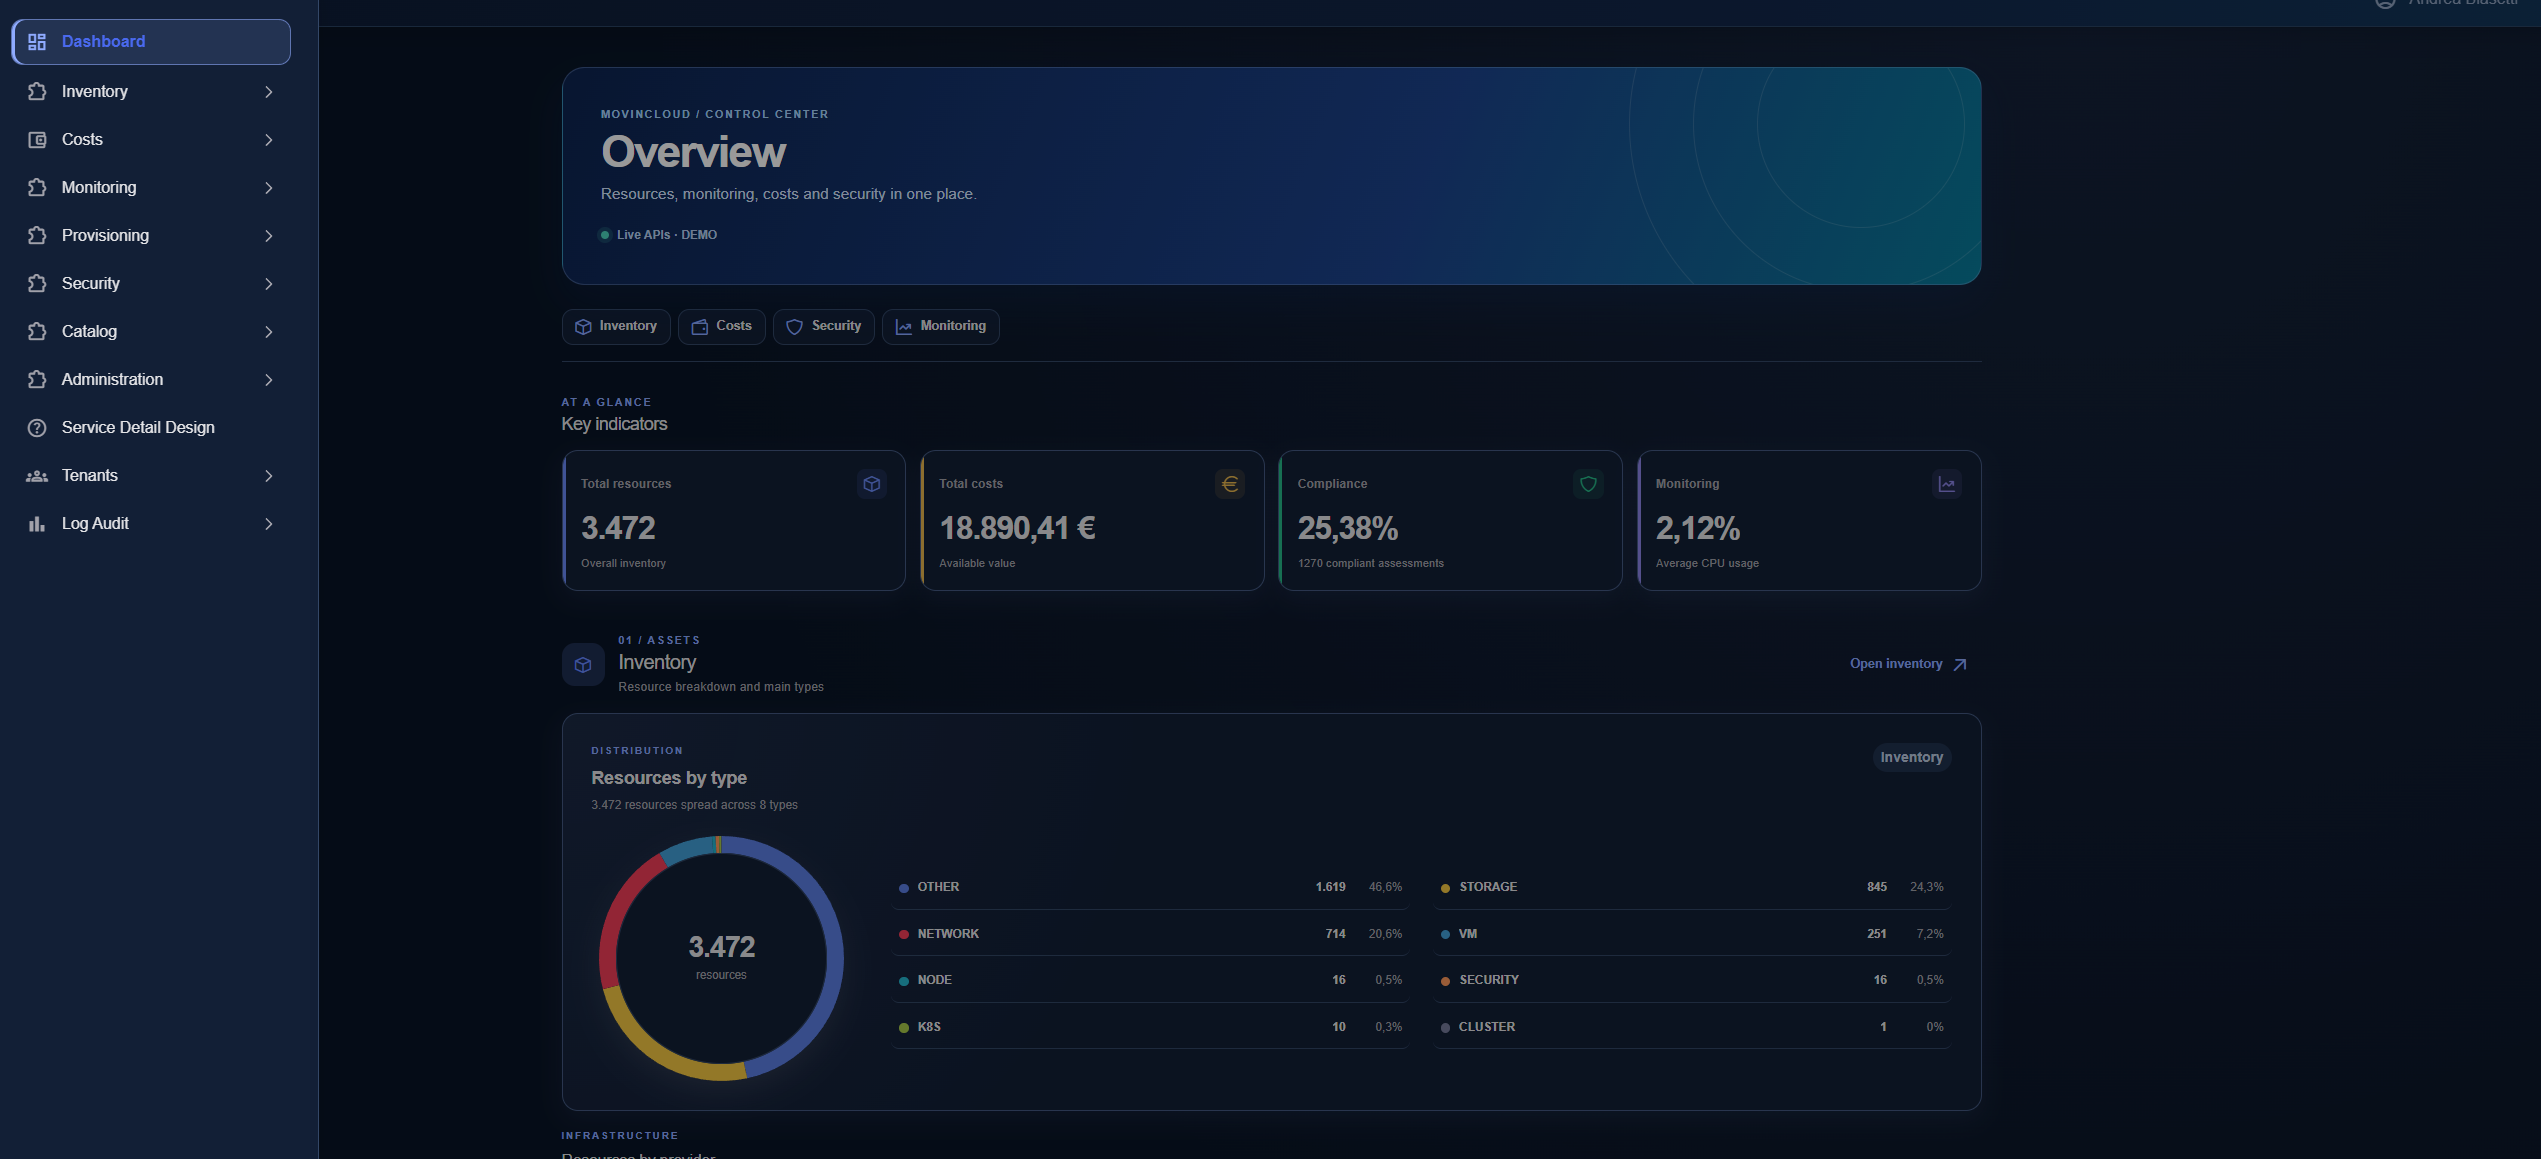 Andrea Biasetti
Dashboard
Inventory
Costs
Monitoring
Provisioning
Security
Catalog
Administration
Service Detail Design
Tenants
Log Audit
MOVINCLOUD / CONTROL CENTER
Overview
Resources, monitoring, costs and security in one place.
Live APIs · DEMO
Inventory
Costs
Security
Monitoring
AT A GLANCE
Key indicators
Total resources
3.472
Overall inventory
Total costs
18.890,41 €
Available value
Compliance
25,38%
1270 compliant assessments
Monitoring
2,12%
Average CPU usage
01 / ASSETS
Inventory
Resource breakdown and main types
Open inventory
DISTRIBUTION
Resources by type
3.472 resources spread across 8 types
Inventory
3.472
resources
OTHER 1.619 46,6%
STORAGE 845 24,3%
NETWORK 714 20,6%
VM 251 7,2%
NODE 16 0,5%
SECURITY 16 0,5%
K8S 10 0,3%
CLUSTER 1 0%
INFRASTRUCTURE
Resources by provider